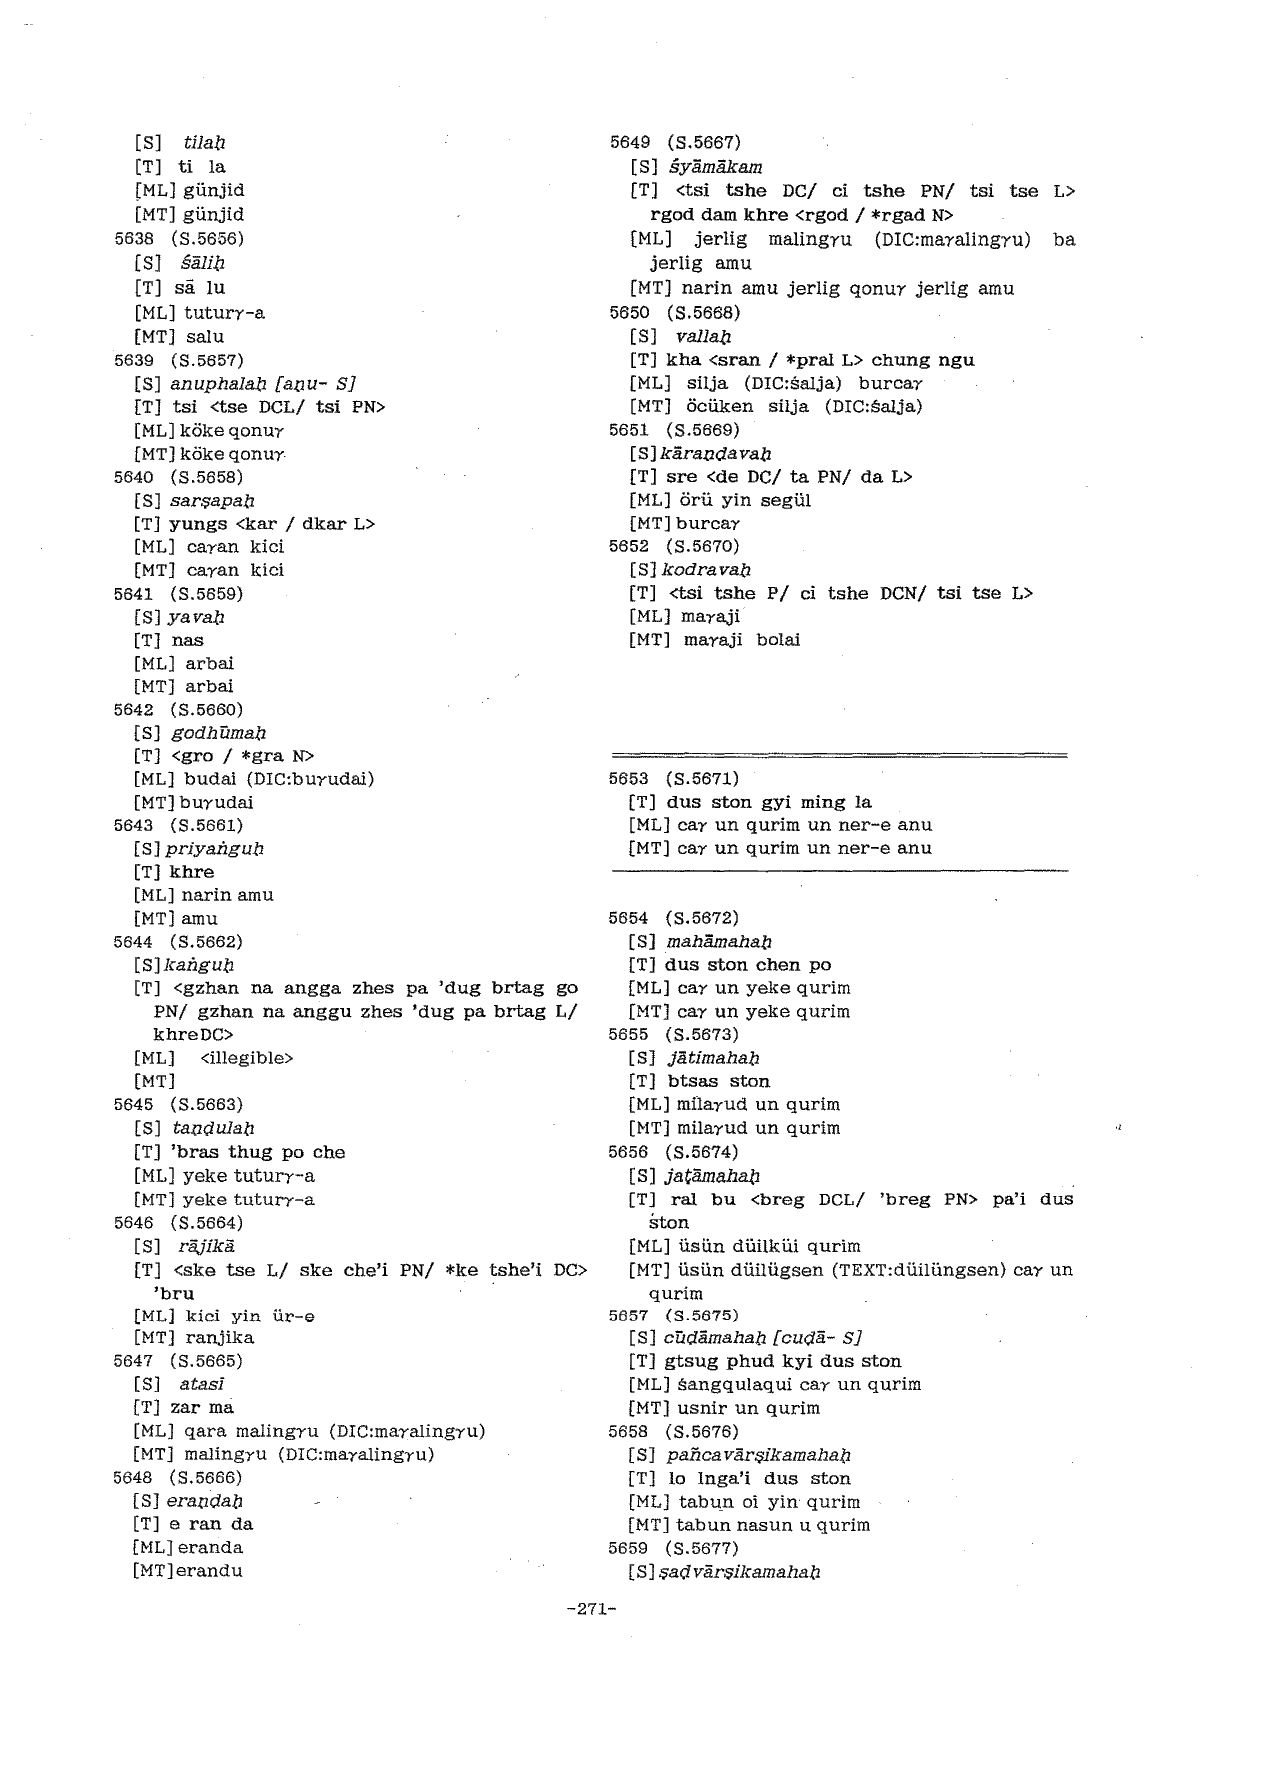 [S] tilaḥ
[T] ti la
[ML] günjid
[MT] günjid
5638 (S.5656)
[S] śāliḥ
[T] sā lu
[ML] tuturγ-a
[MT] salu
5639 (S.5657)
[S] anuphalaḥ [aṇu- S]
[T] tsi <tse DCL/ tsi PN>
[ML] köke qonuγ
[MT] köke qonuγ
5640 (S.5658)
[S] sarṣapaḥ
[T] yungs <kar / dkar L>
[ML] caγan kici
[MT] caγan kici
5641 (S.5659)
[S] yavaḥ
[T] nas
[ML] arbai
[MT] arbai
5642 (S.5660)
[S] godhūmaḥ
[T] <gro / *gra N>
[ML] budai (DIC:buγudai)
[MT] buγudai
5643 (S.5661)
[S] priyaṅguḥ
[T] khre
[ML] narin amu
[MT] amu
5644 (S.5662)
[S] kaṅguḥ
[T] <gzhan na angga zhes pa 'dug brtag go
PN/ gzhan na anggu zhes 'dug pa brtag L/
khre DC>
[ML] <illegible>
[MT]
5645 (S.5663)
[S] taṇḍulaḥ
[T] 'bras thug po che
[ML] yeke tuturγ-a
[MT] yeke tuturγ-a
5646 (S.5664)
[S] rājikā
[T] <ske tse L/ ske che'i PN/ *ke tshe'i DC>
'bru
[ML] kici yin ür-e
[MT] ranjika
5647 (S.5665)
[S] atasī
[T] zar ma
[ML] qara malingγu (DIC:maγalingγu)
[MT] malingγu (DIC:maγalingγu)
5648 (S.5666)
[S] eraṇḍaḥ
[T] e ran da
[ML] eranda
[MT] erandu
5649 (S.5667)
[S] śyāmākam
[T] <tsi tshe DC/ ci tshe PN/ tsi tse L>
rgod dam khre <rgod / *rgad N>
[ML] jerlig malingγu (DIC:maγalingγu) ba
jerlig amu
[MT] narin amu jerlig qonuγ jerlig amu
5650 (S.5668)
[S] vallaḥ
[T] kha <sran / *pral L> chung ngu
[ML] silja (DIC:śalja) burcaγ
[MT] öcüken silja (DIC:śalja)
5651 (S.5669)
[S] kāraṇḍavaḥ
[T] sre <de DC/ ta PN/ da L>
[ML] örü yin segül
[MT] burcaγ
5652 (S.5670)
[S] kodravaḥ
[T] <tsi tshe P/ ci tshe DCN/ tsi tse L>
[ML] maγaji
[MT] maγaji bolai
5653 (S.5671)
[T] dus ston gyi ming la
[ML] caγ un qurim un ner-e anu
[MT] caγ un qurim un ner-e anu
5654 (S.5672)
[S] mahāmahaḥ
[T] dus ston chen po
[ML] caγ un yeke qurim
[MT] caγ un yeke qurim
5655 (S.5673)
[S] jātimahaḥ
[T] btsas ston
[ML] milaγud un qurim
[MT] milaγud un qurim
5656 (S.5674)
[S] jaṭāmahaḥ
[T] ral bu <breg DCL/ 'breg PN> pa'i dus
ston
[ML] üsün düilküi qurim
[MT] üsün düilügsen (TEXT:düilüngsen) caγ un
qurim
5657 (S.5675)
[S] cūḍāmahaḥ [cuḍā- S]
[T] gtsug phud kyi dus ston
[ML] śangqulaqui caγ un qurim
[MT] usnir un qurim
5658 (S.5676)
[S] pañcavārṣikamahaḥ
[T] lo lnga'i dus ston
[ML] tabun oi yin qurim
[MT] tabun nasun u qurim
5659 (S.5677)
[S] ṣaḍvārṣikamahaḥ
-271-